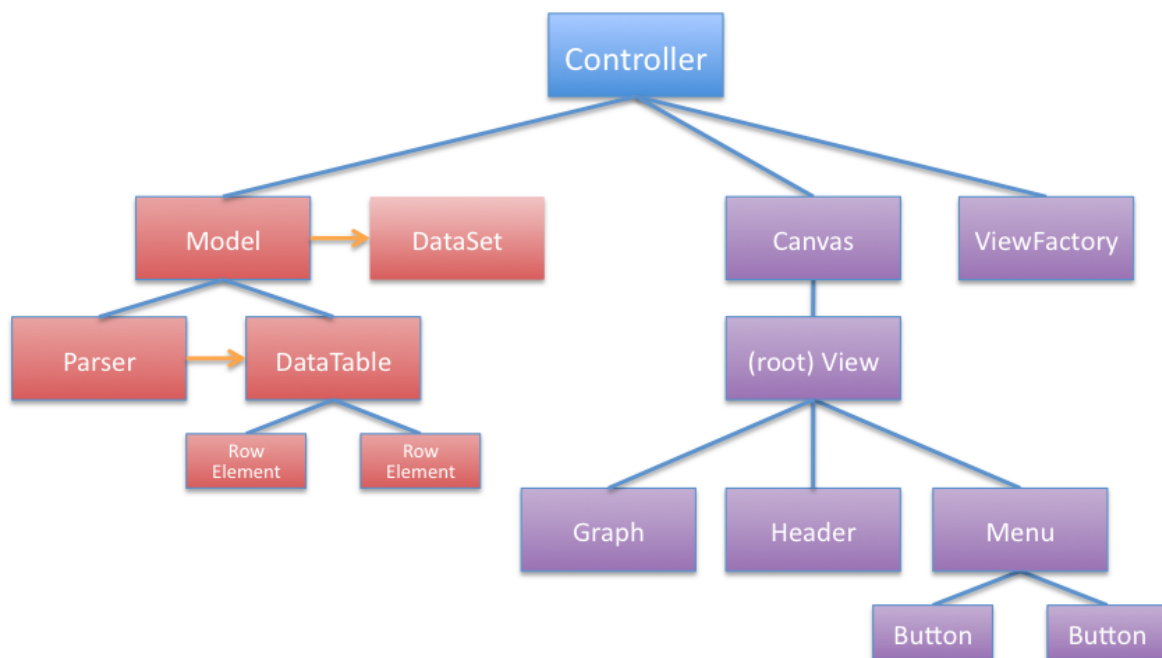 Controller
Model
DataSet
Canvas
ViewFactory
Parser
DataTable
(root) View
Row
Element
Row
Element
Graph
Header
Menu
Button
Button